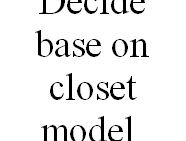 Decide
base on
closet
model